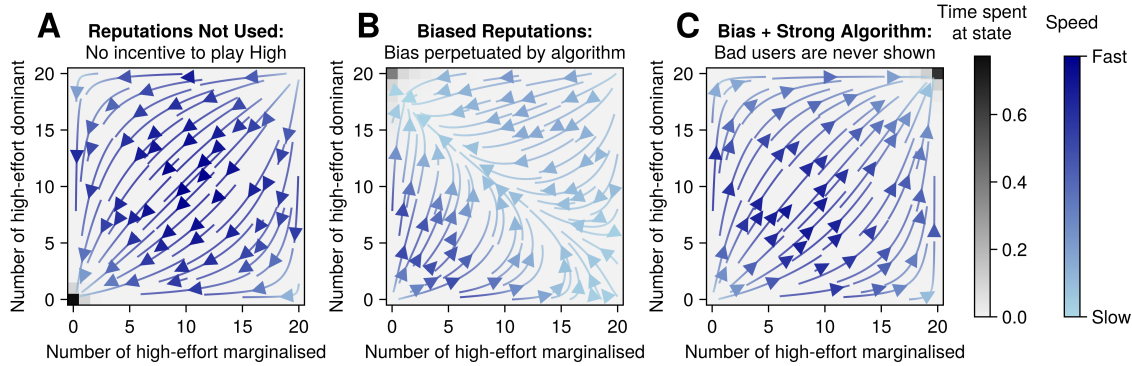 A
Reputations Not Used:
No incentive to play High
B
Biased Reputations:
Bias perpetuated by algorithm
C
Bias + Strong Algorithm:
Bad users are never shown
Time spent
at state
Speed
Number of high-effort dominant
20
15
10
5
0
0
5
10
15
20
Number of high-effort marginalised
Number of high-effort dominant
20
15
10
5
0
0
5
10
15
20
Number of high-effort marginalised
Number of high-effort dominant
20
15
10
5
0
0
5
10
15
20
Number of high-effort marginalised
0.6
0.4
0.2
0.0
Fast
Slow